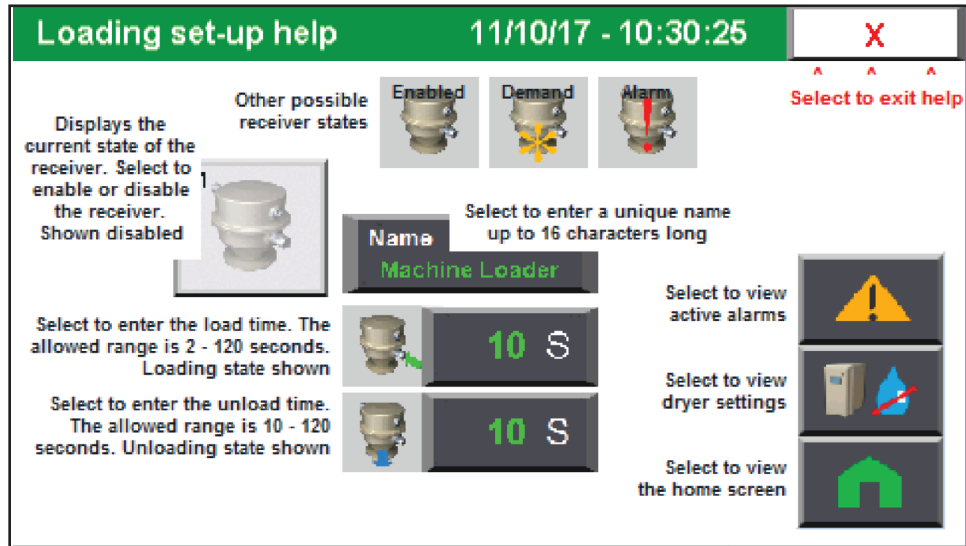 Loading set-up help
11/10/17 - 10:30:25
X
^ ^ ^
Select to exit help
Other possible
receiver states
Enabled
Demand
Alarm
Displays the
current state of the
receiver. Select to
enable or disable
the receiver.
Shown disabled
1
Select to enter a unique name
up to 16 characters long
Name
Machine Loader
Select to enter the load time. The
allowed range is 2 - 120 seconds.
Loading state shown
10 S
Select to enter the unload time.
The allowed range is 10 - 120
seconds. Unloading state shown
10 S
Select to view
active alarms
Select to view
dryer settings
Select to view
the home screen